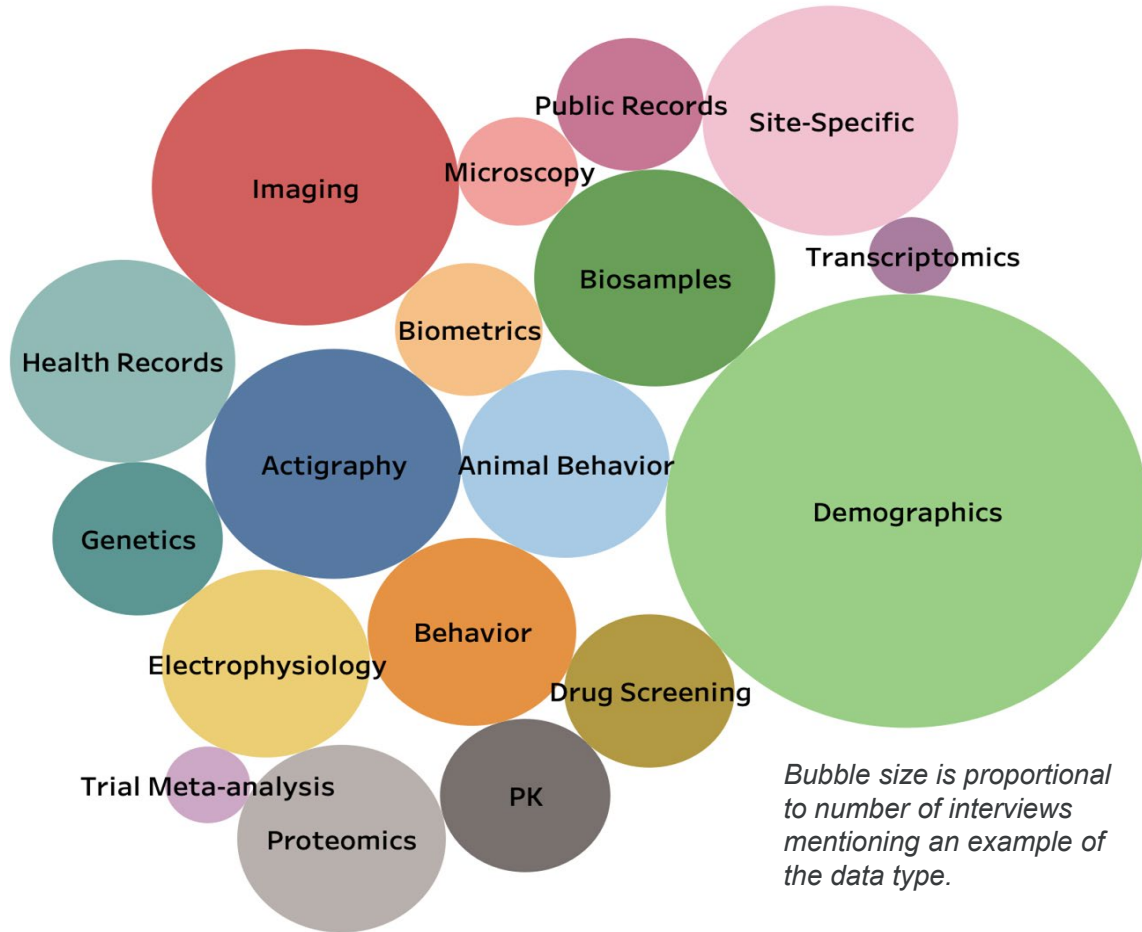 Public Records
Site-Specific
Imaging
Microscopy
Transcriptomics
Biosamples
Biometrics
Health Records
Actigraphy
Animal Behavior
Demographics
Genetics
Behavior
Electrophysiology
Drug Screening
Trial Meta-analysis
PK
Proteomics
Bubble size is proportional
to number of interviews
mentioning an example of
the data type.